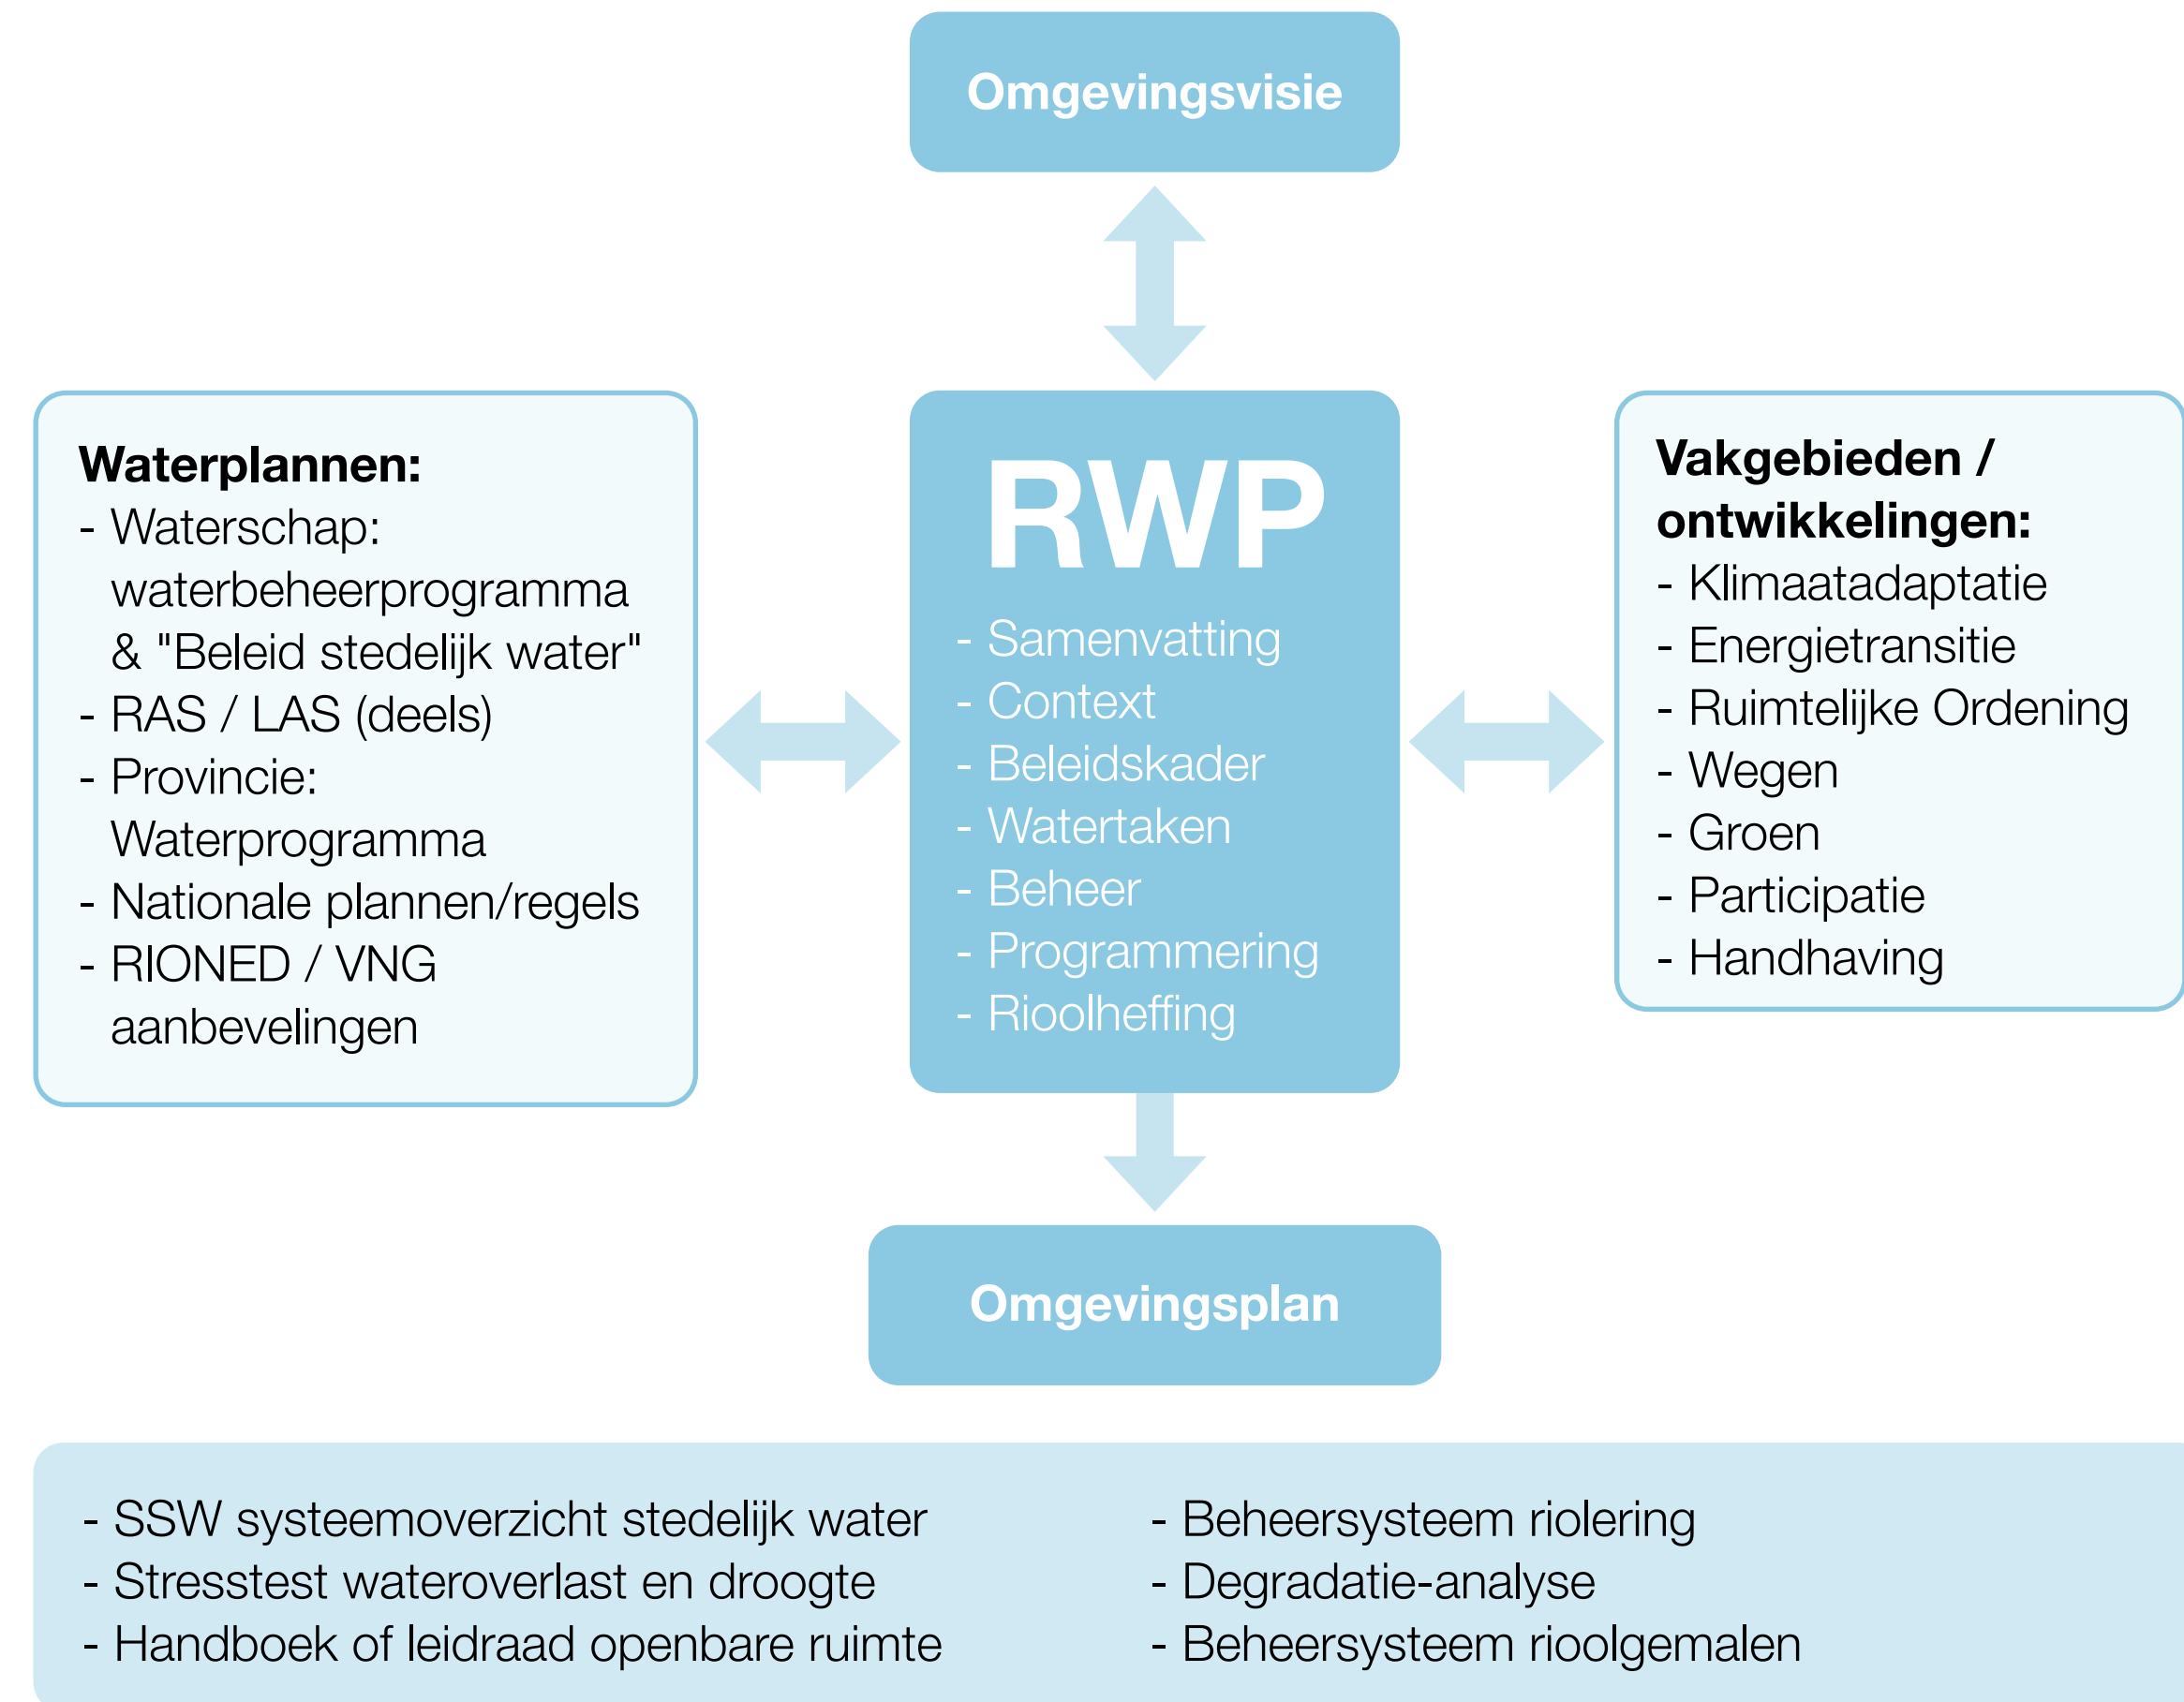 Omgevingsvisie
Waterplannen:
- Waterschap:
waterbeheerprogramma
& "Beleid stedelijk water"
- RAS / LAS (deels)
- Provincie:
Waterprogramma
- Nationale plannen/regels
- RIONED / VNG
aanbevelingen
RWP
- Samenvatting
- Context
- Beleidskader
- Watertaken
- Beheer
- Programmering
- Rioolheffing
Vakgebieden /
ontwikkelingen:
- Klimaatadaptatie
- Energietransitie
- Ruimtelijke Ordening
- Wegen
- Groen
- Participatie
- Handhaving
Omgevingsplan
- SSW systeemoverzicht stedelijk water
- Stresstest wateroverlast en droogte
- Handboek of leidraad openbare ruimte
- Beheersysteem riolering
- Degradatie-analyse
- Beheersysteem rioolgemalen